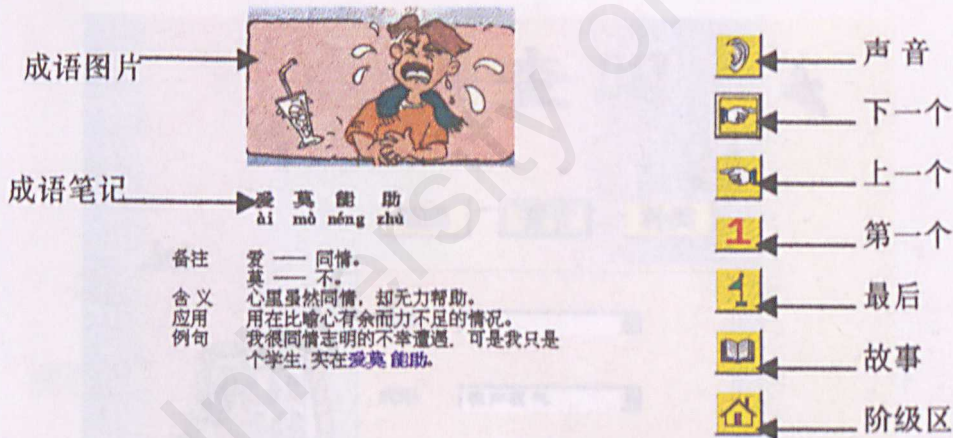 成语图片
成语笔记
爱 莫 能 助
ài mò néng zhù
备注 爱 —— 同情。
莫 —— 不。
含义 心里虽然同情，却无力帮助。
应用 用在比喻心有余而力不足的情况。
例句 我很同情志明的不幸遭遇，可是我只是
个学生，实在爱莫能助。
声音
下一个
上一个
1 第一个
最后
故事
阶级区
University of